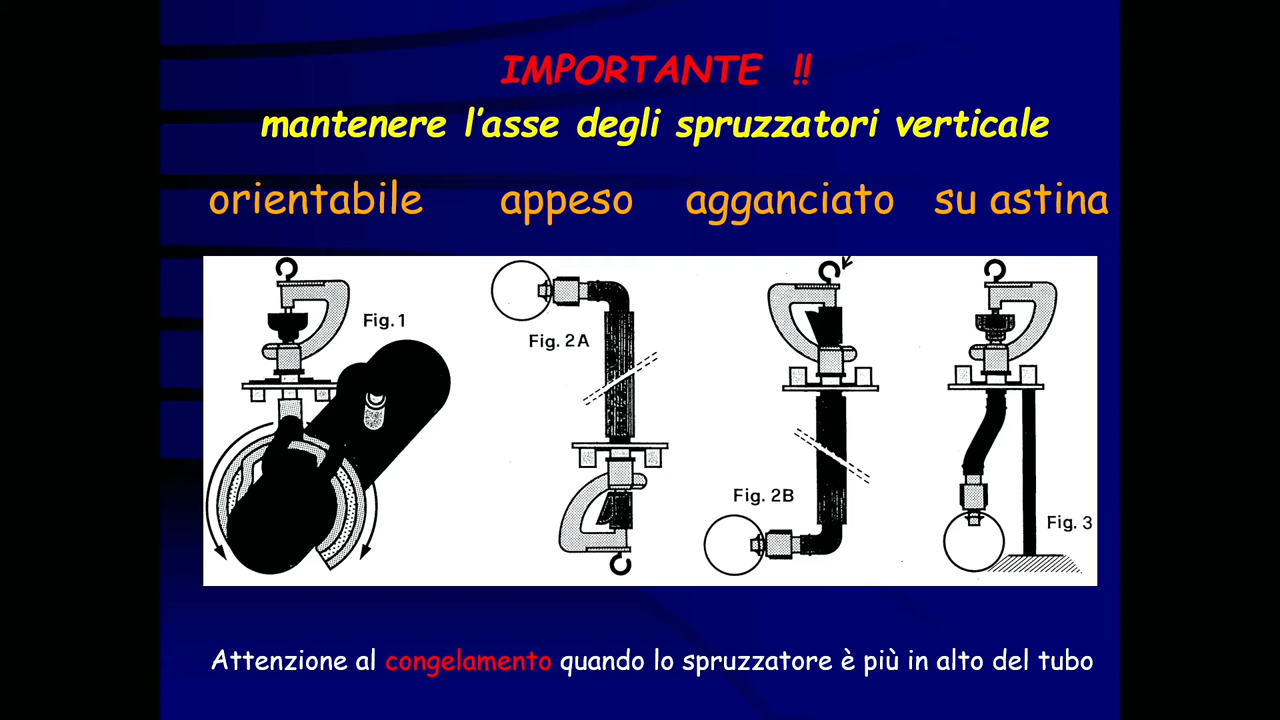 IMPORTANTE !!
mantenere l'asse degli spruzzatori verticale
orientabile appeso agganciato su astina
Fig.1
Fig. 2A
Fig. 2B
Fig. 3
Attenzione al congelamento quando lo spruzzatore è più in alto del tubo